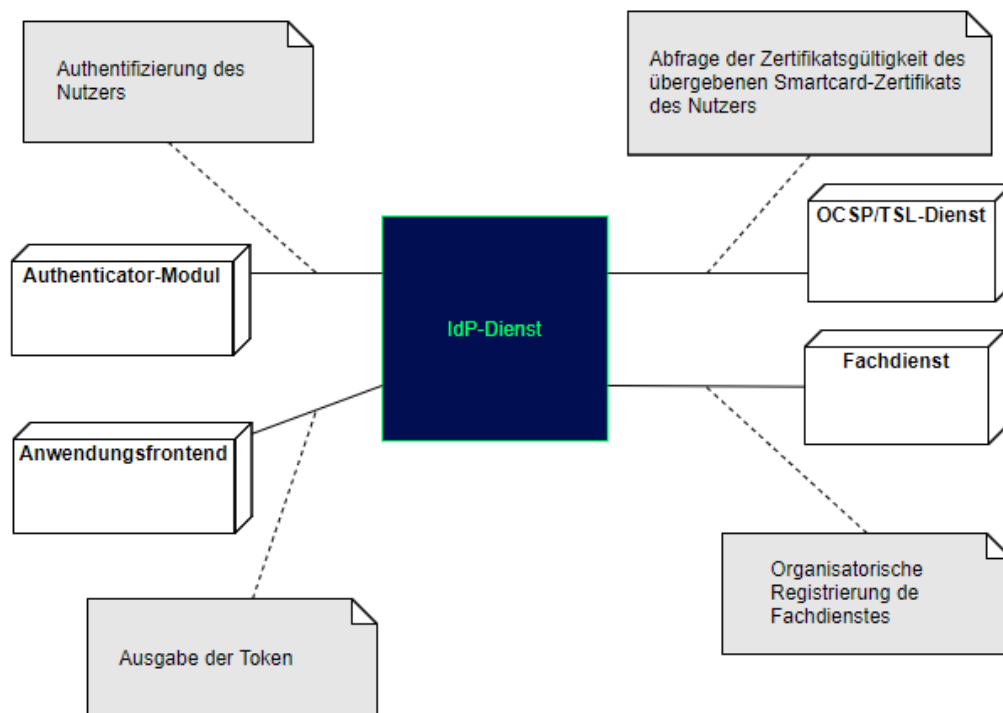 Authentifizierung des
Nutzers
Abfrage der Zertifikatsgültigkeit des
übergebenen Smartcard-Zertifikats
des Nutzers
OCSP/TSL-Dienst
Authenticator-Modul
IdP-Dienst
Fachdienst
Anwendungsfrontend
Organisatorische
Registrierung de
Fachdienstes
Ausgabe der Token